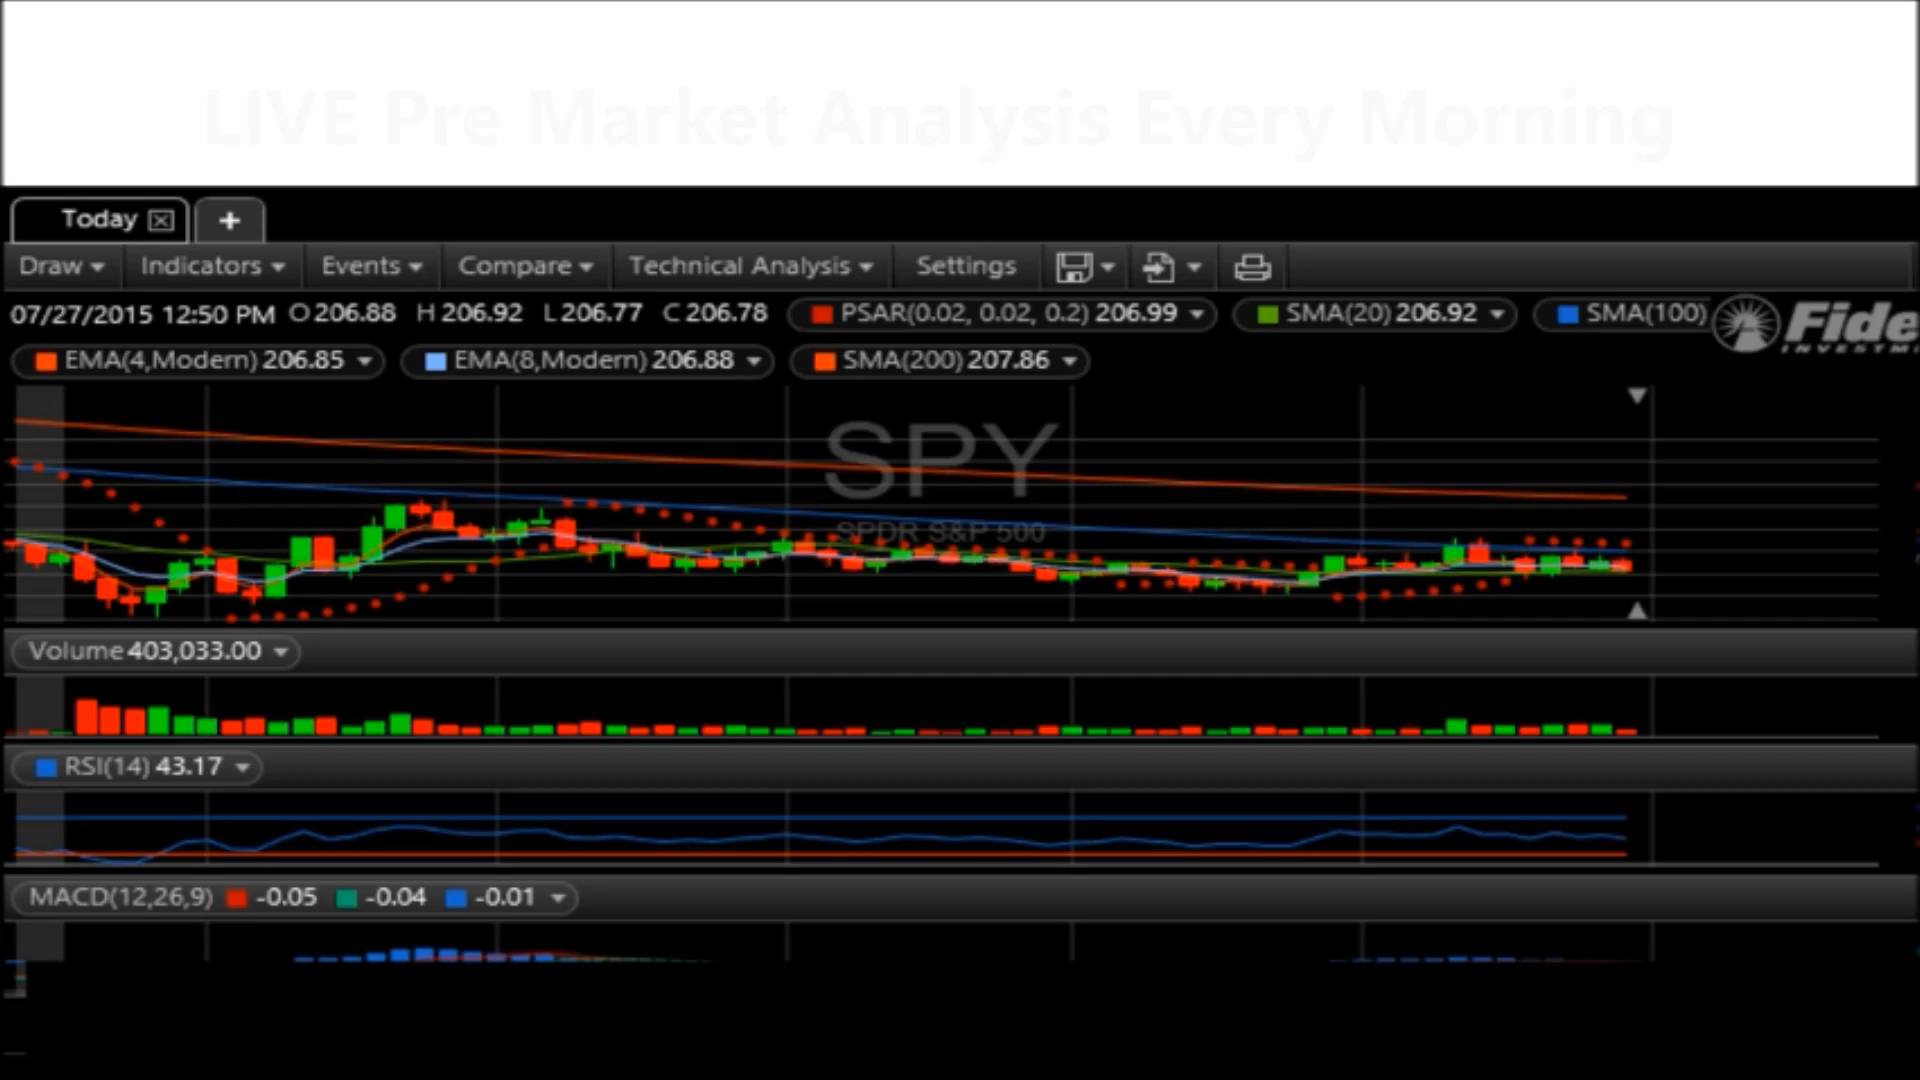 LIVE Pre Market Analysis Every Morning
Today
Draw Indicators Events Compare Technical Analysis Settings
07/27/2015 12:50 PM O 206.88 H 206.92 L 206.77 C 206.78 PSAR(0.02, 0.02, 0.2) 206.99 SMA(20) 206.92 SMA(100) Fide
INVESTM
EMA(4,Modern) 206.85 EMA(8,Modern) 206.88 SMA(200) 207.86
SPY
SPDR S&P 500
Volume 403,033.00
RSI(14) 43.17
MACD(12,26,9) -0.05 -0.04 -0.01